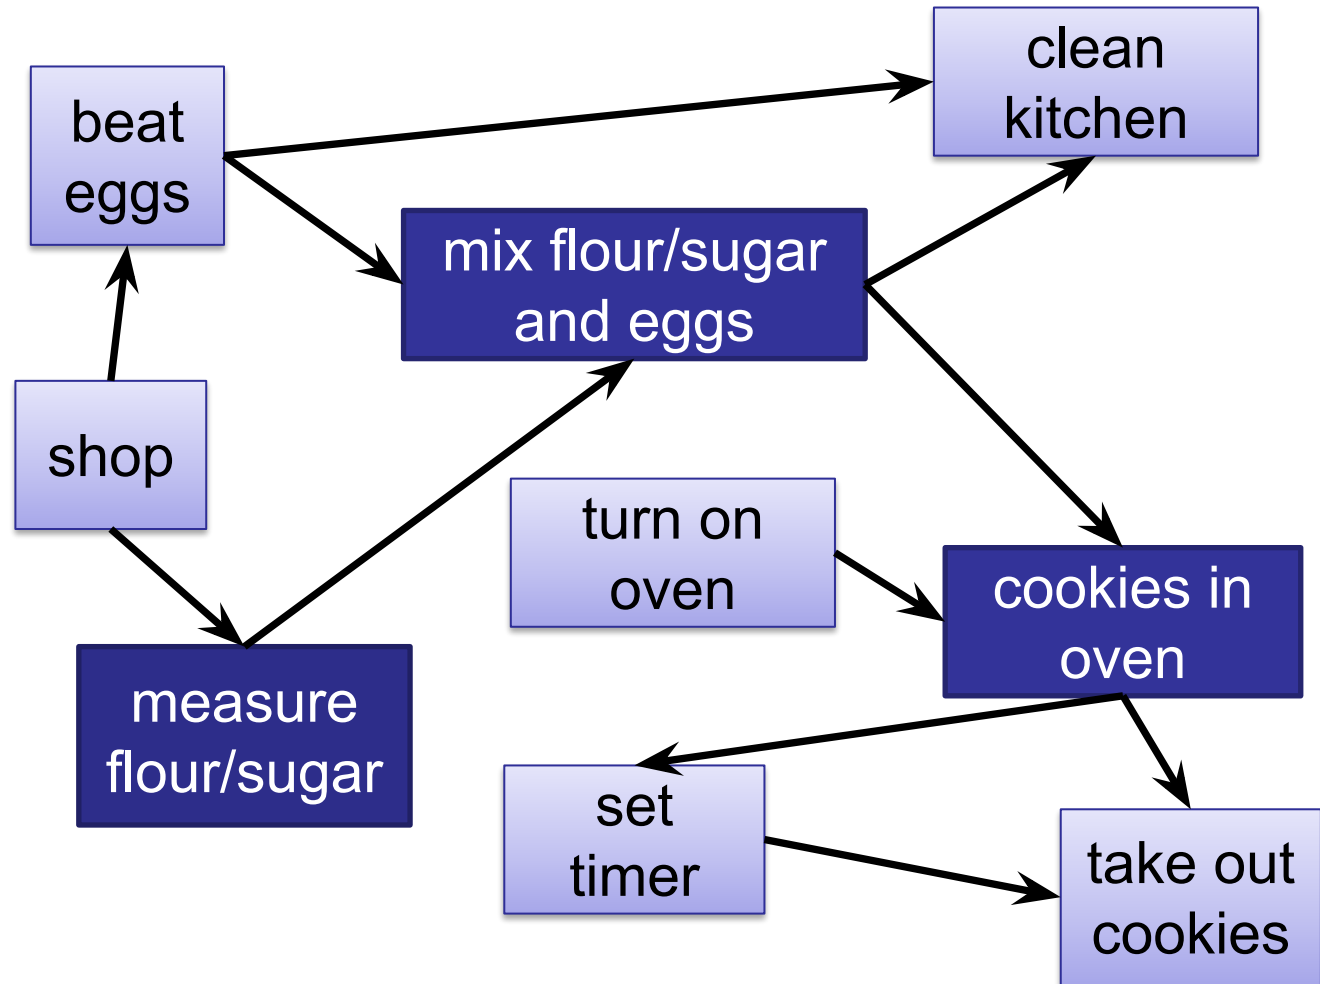 clean
kitchen
beat
eggs
mix flour/sugar
and eggs
shop
turn on
oven
cookies in
oven
measure
flour/sugar
set
timer
take out
cookies